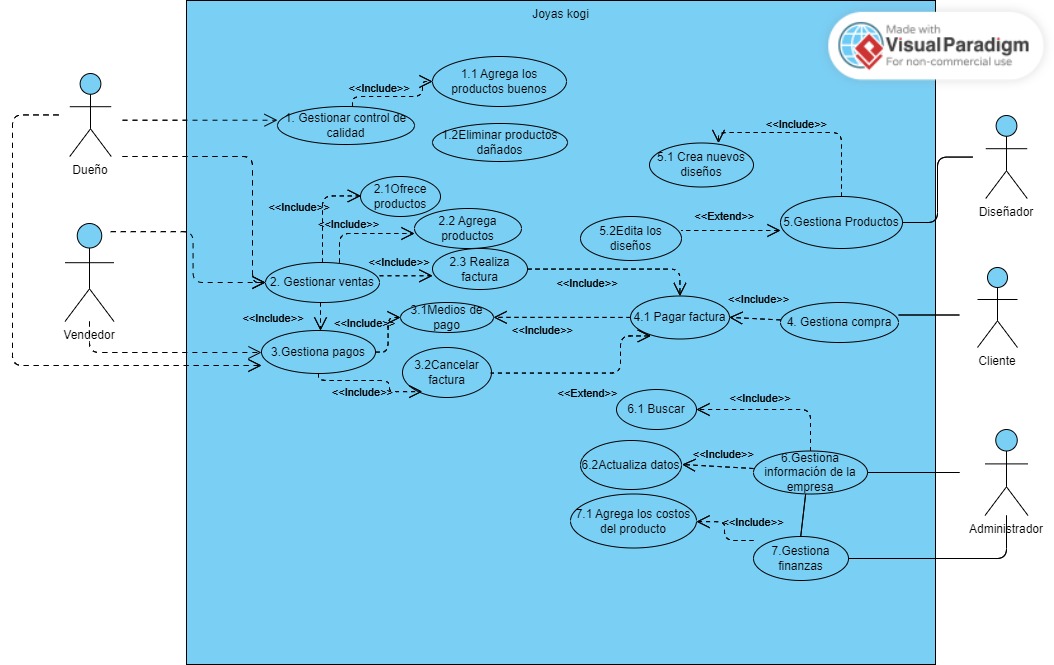 Joyas kogi
Made with
VisualParadigm
For non-commercial use
1.1 Agrega los
productos buenos
<<Include>>
1. Gestionar control de
calidad
1.2Eliminar productos
dañados
Dueño
<<Include>>
5.1 Crea nuevos
diseños
Diseñador
2.1Ofrece
productos
<<Include>>
2.2 Agrega
productos
<<Include>>
<<Extend>>
5.Gestiona Productos
5.2Edita los
diseños
2.3 Realiza
factura
<<Include>>
2. Gestionar ventas
<<Include>>
Vendedor
<<Include>>
3.1Medios de
pago
<<Include>>
<<Include>>
4.1 Pagar factura
<<Include>>
4. Gestiona compra
Cliente
3.Gestiona pagos
3.2Cancelar
factura
<<Include>>
<<Extend>>
6.1 Buscar
<<Include>>
6.2Actualiza datos
<<Include>>
6.Gestiona
información de la
empresa
7.1 Agrega los costos
del producto
<<Include>>
Administrador
7.Gestiona
finanzas